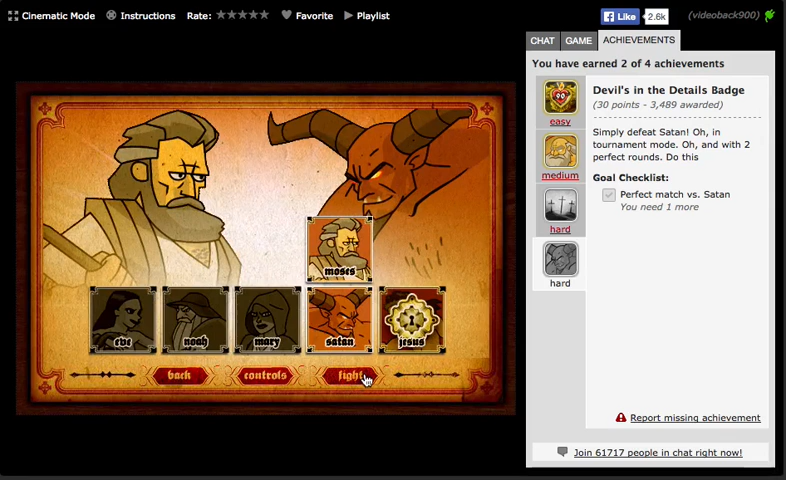 Cinematic Mode
Instructions
Rate:
Favorite
Playlist
Like
2.6k
(videoback900)
CHAT
GAME
ACHIEVEMENTS
You have earned 2 of 4 achievements
easy
medium
hard
hard
Devil's in the Details Badge
(30 points - 3,489 awarded)
Simply defeat Satan! Oh, in
tournament mode. Oh, and with 2
perfect rounds. Do this
Goal Checklist:
Perfect match vs. Satan
You need 1 more
moses
eve
noah
mary
satan
jesus
back
controls
fight
Report missing achievement
Join 61717 people in chat right now!